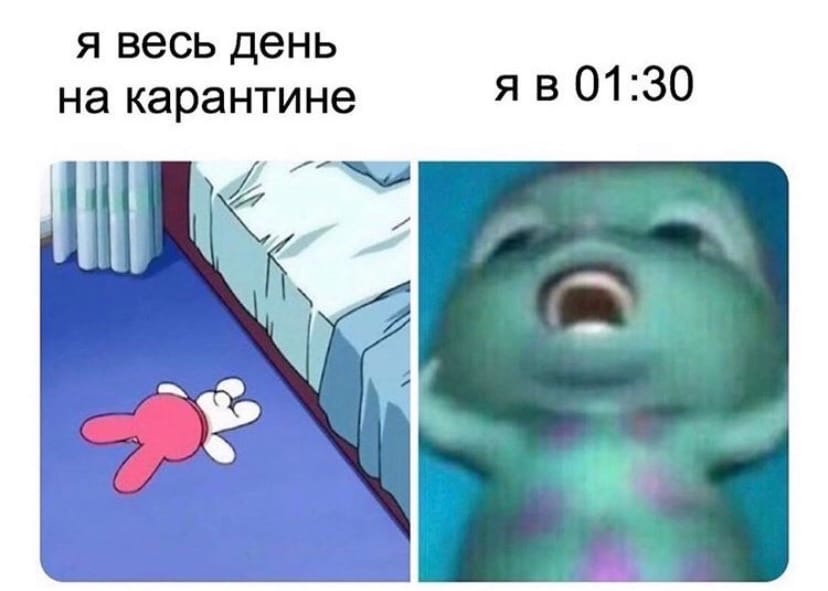 я весь день
на карантине
я в 01:30